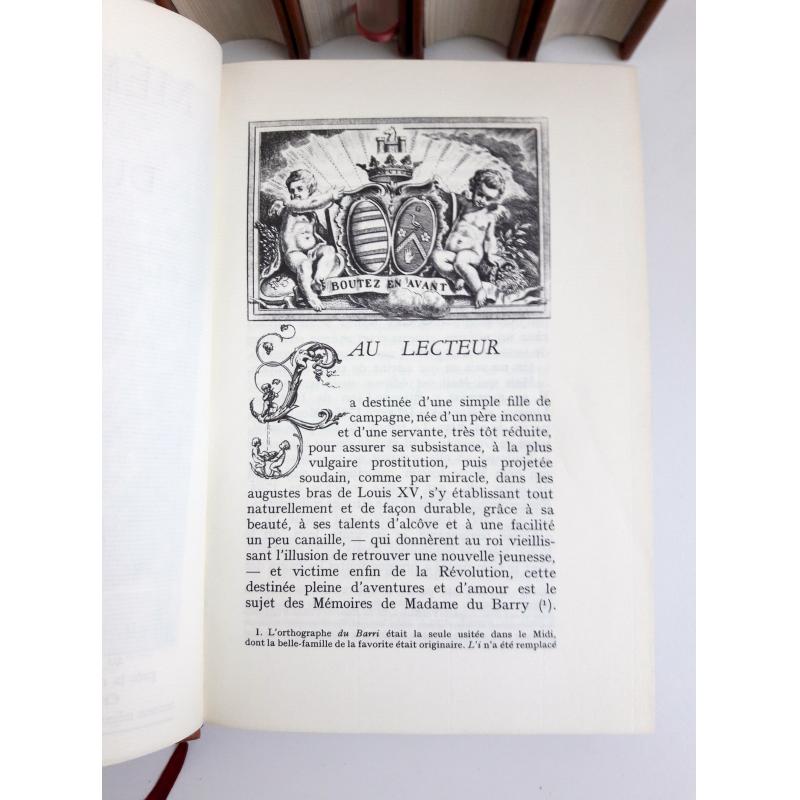 BOUTEZ EN AVANT
AU LECTEUR
La destinée d'une simple fille de
campagne, née d'un père inconnu
et d'une servante, très tôt réduite,
pour assurer sa subsistance, à la plus
vulgaire prostitution, puis projetée
soudain, comme par miracle, dans les
augustes bras de Louis XV, s'y établissant tout
naturellement et de façon durable, grâce à sa
beauté, à ses talents d'alcôve et à une facilité
un peu canaille, — qui donnèrent au roi vieillis-
sant l'illusion de retrouver une nouvelle jeunesse,
— et victime enfin de la Révolution, cette
destinée pleine d'aventures et d'amour est le
sujet des Mémoires de Madame du Barry (¹).
1. L'orthographe du Barri était la seule usitée dans le Midi,
dont la belle-famille de la favorite était originaire. L'i n'a été remplacé